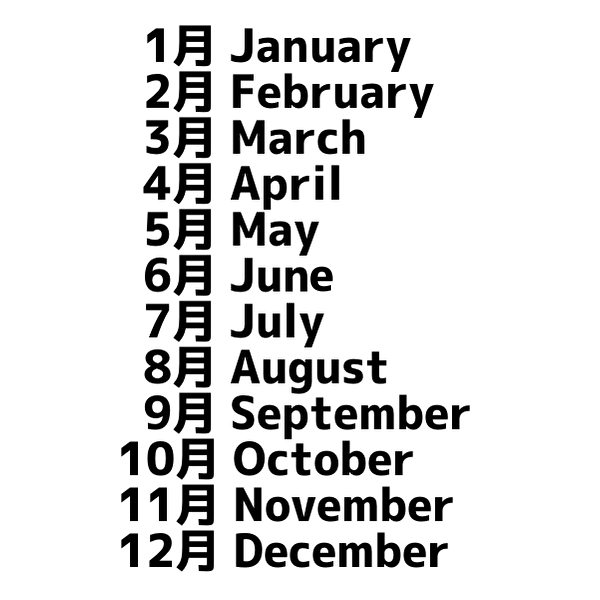 1月 January
2月 February
3月 March
4月 April
5月 May
6月 June
7月 July
8月 August
9月 September
10月 October
11月 November
12月 December